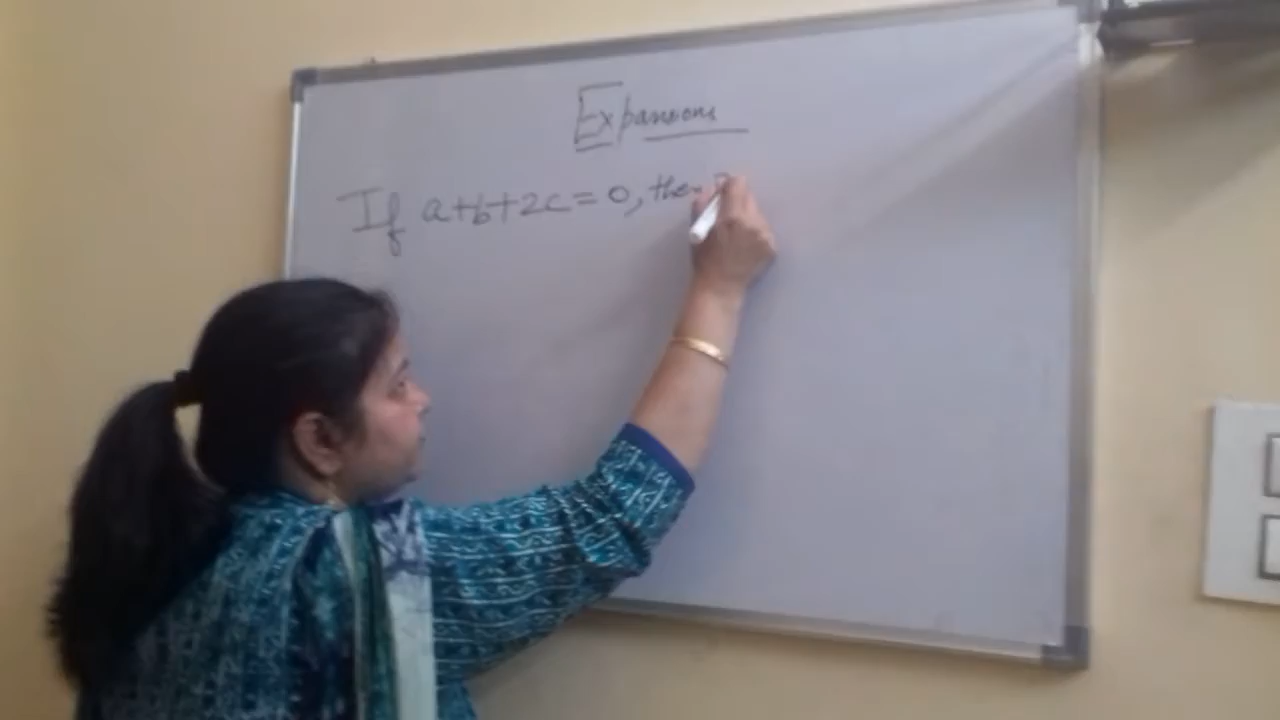 Expansions
If a+b+2c=0, then